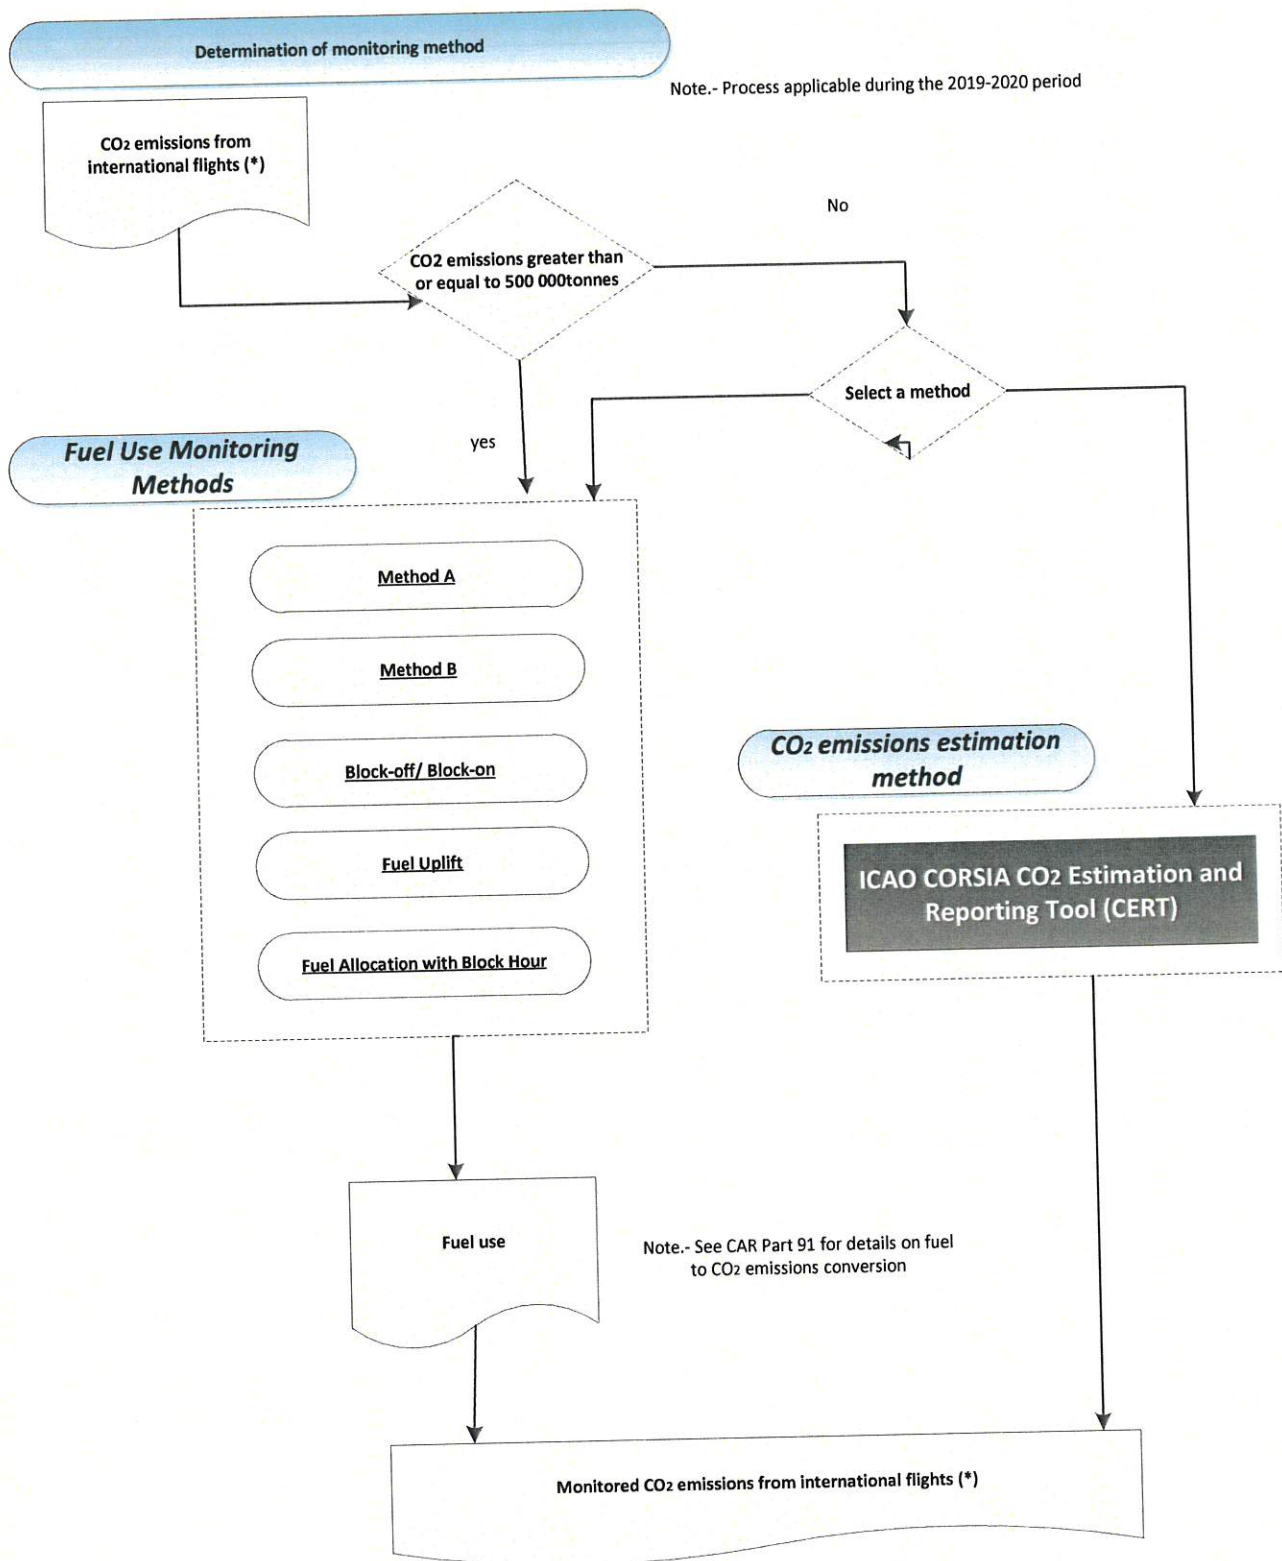 Determination of monitoring method
Note.- Process applicable during the 2019-2020 period
CO2 emissions from
international flights (*)
No
CO2 emissions greater than
or equal to 500 000tonnes
Select a method
yes
Fuel Use Monitoring
Methods
Method A
Method B
Block-off/ Block-on
Fuel Uplift
Fuel Allocation with Block Hour
CO2 emissions estimation
method
ICAO CORSIA CO2 Estimation and
Reporting Tool (CERT)
Fuel use
Note.- See CAR Part 91 for details on fuel
to CO2 emissions conversion
Monitored CO2 emissions from international flights (*)